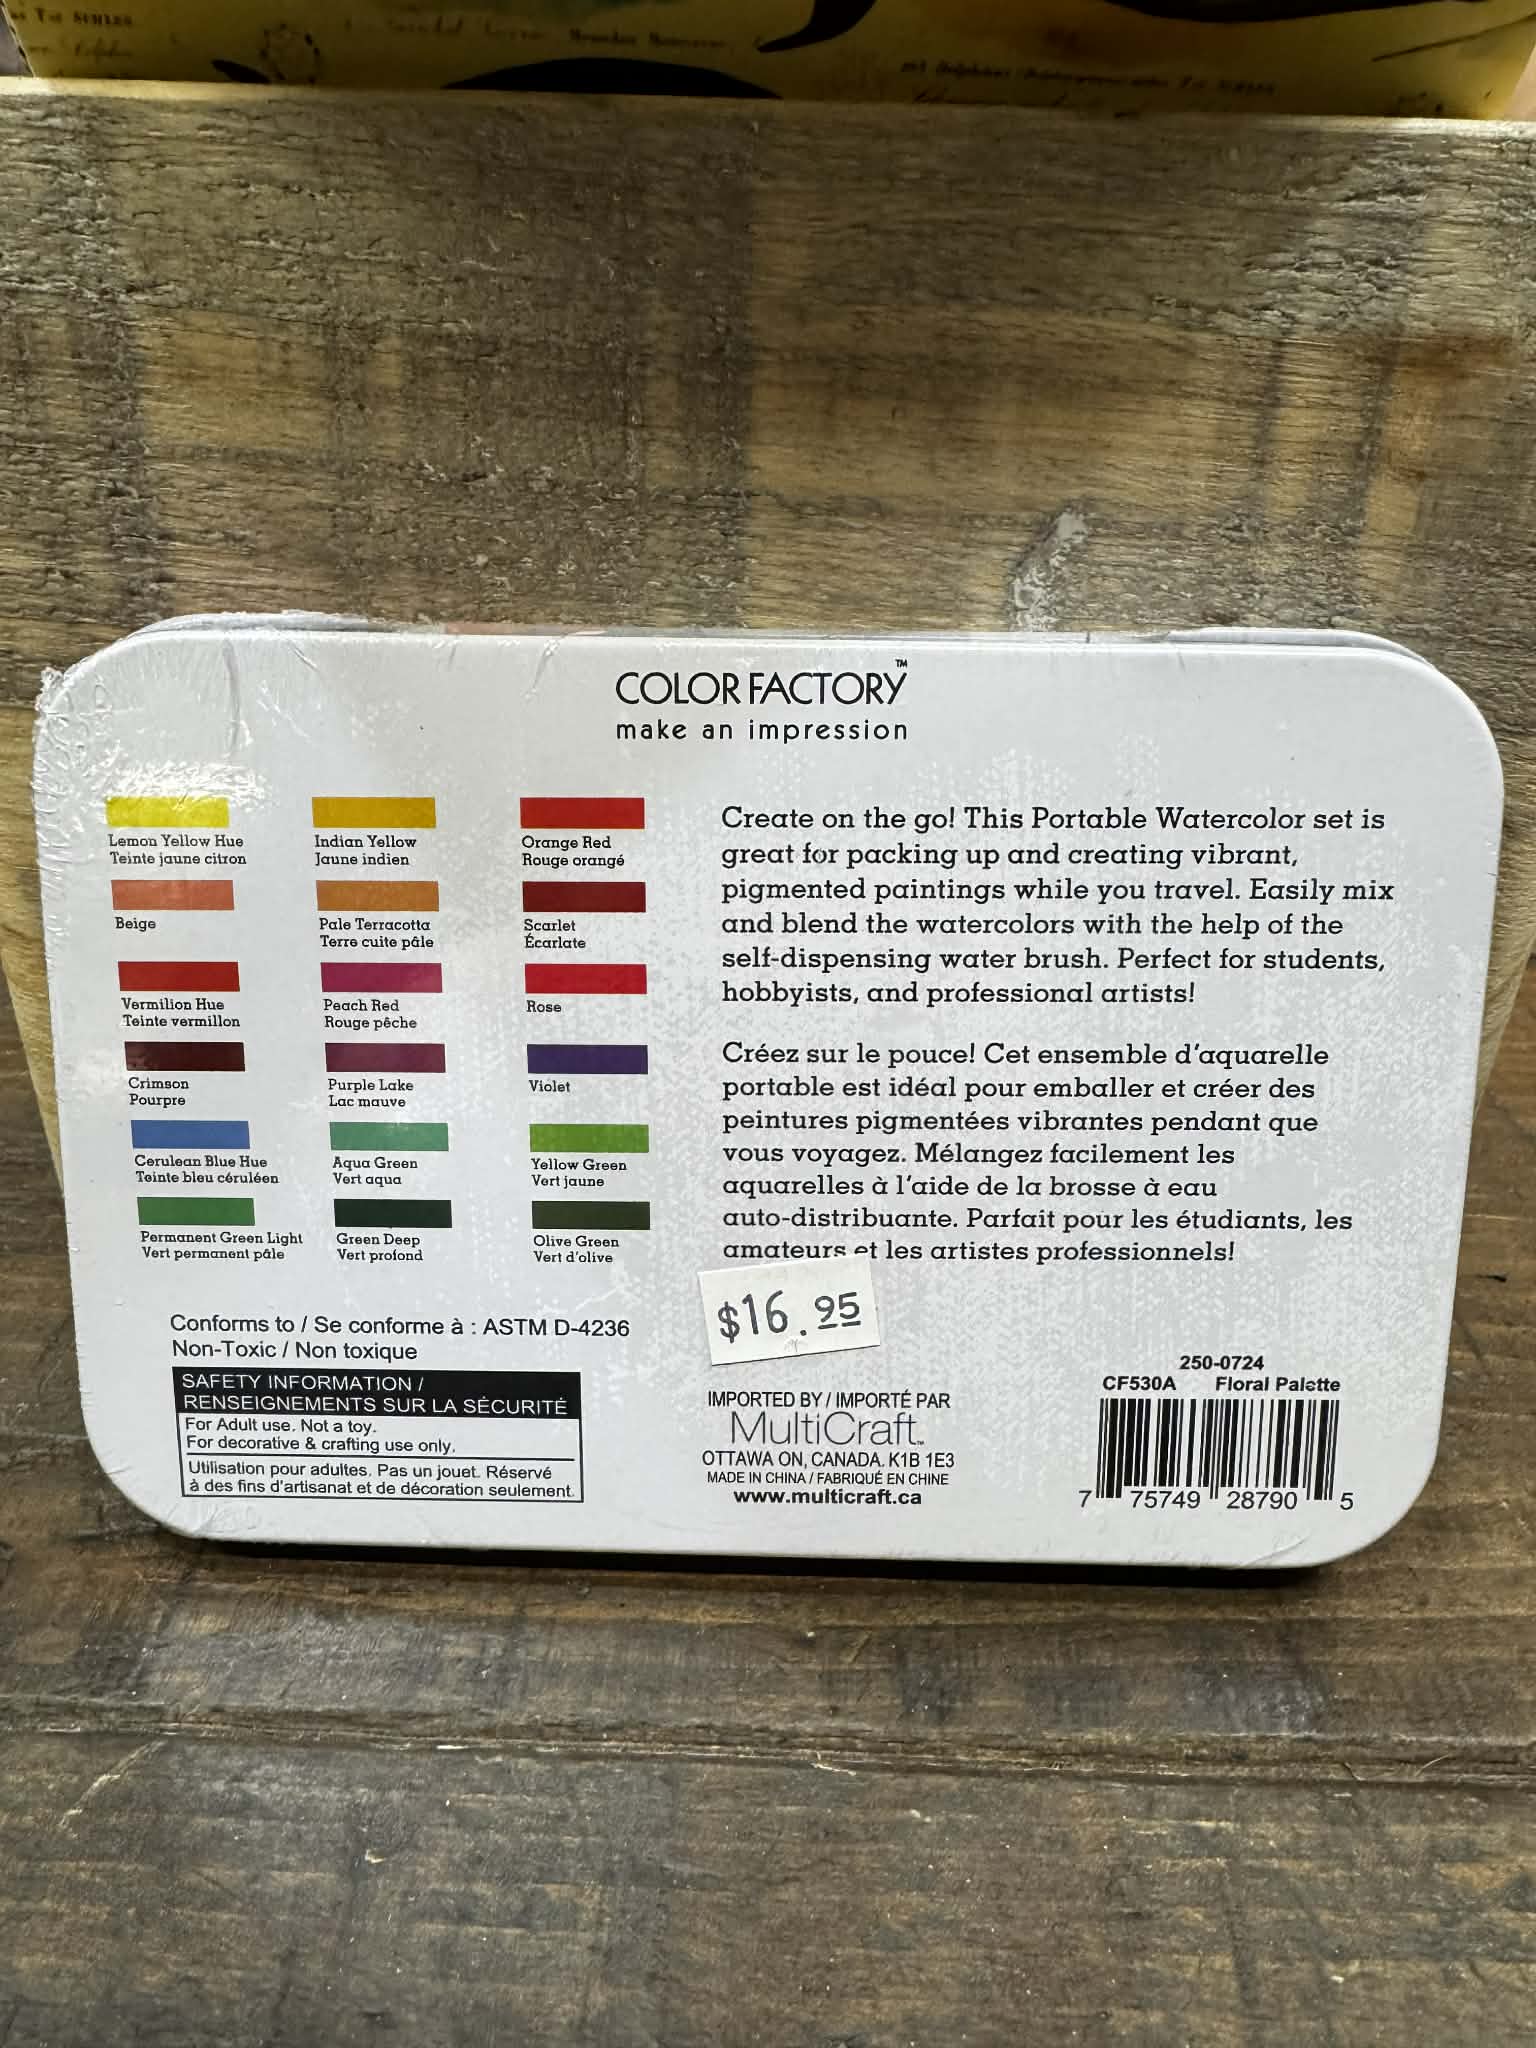 COLOR FACTORY™
make an impression
Lemon Yellow Hue
Teinte jaune citron
Indian Yellow
Jaune indien
Orange Red
Rouge orangé
Beige
Pale Terracotta
Terre cuite pâle
Scarlet
Écarlate
Vermilion Hue
Teinte vermillon
Peach Red
Rouge pêche
Rose
Crimson
Pourpre
Purple Lake
Lac mauve
Violet
Cerulean Blue Hue
Teinte bleu céruléen
Aqua Green
Vert aqua
Yellow Green
Vert jaune
Permanent Green Light
Vert permanent pâle
Green Deep
Vert profond
Olive Green
Vert d'olive
Create on the go! This Portable Watercolor set is
great for packing up and creating vibrant,
pigmented paintings while you travel. Easily mix
and blend the watercolors with the help of the
self-dispensing water brush. Perfect for students,
hobbyists, and professional artists!
Créez sur le pouce! Cet ensemble d'aquarelle
portable est idéal pour emballer et créer des
peintures pigmentées vibrantes pendant que
vous voyagez. Mélangez facilement les
aquarelles à l'aide de la brosse à eau
auto-distribuante. Parfait pour les étudiants, les
amateurs et les artistes professionnels!
$16.95
Conforms to / Se conforme à : ASTM D-4236
Non-Toxic / Non toxique
SAFETY INFORMATION /
RENSEIGNEMENTS SUR LA SÉCURITÉ
For Adult use. Not a toy.
For decorative & crafting use only.
Utilisation pour adultes. Pas un jouet. Réservé
à des fins d'artisanat et de décoration seulement.
IMPORTED BY / IMPORTÉ PAR
MultiCraft™
OTTAWA ON, CANADA. K1B 1E3
MADE IN CHINA / FABRIQUÉ EN CHINE
www.multicraft.ca
250-0724
CF530A Floral Palette
7 75749 28790 5